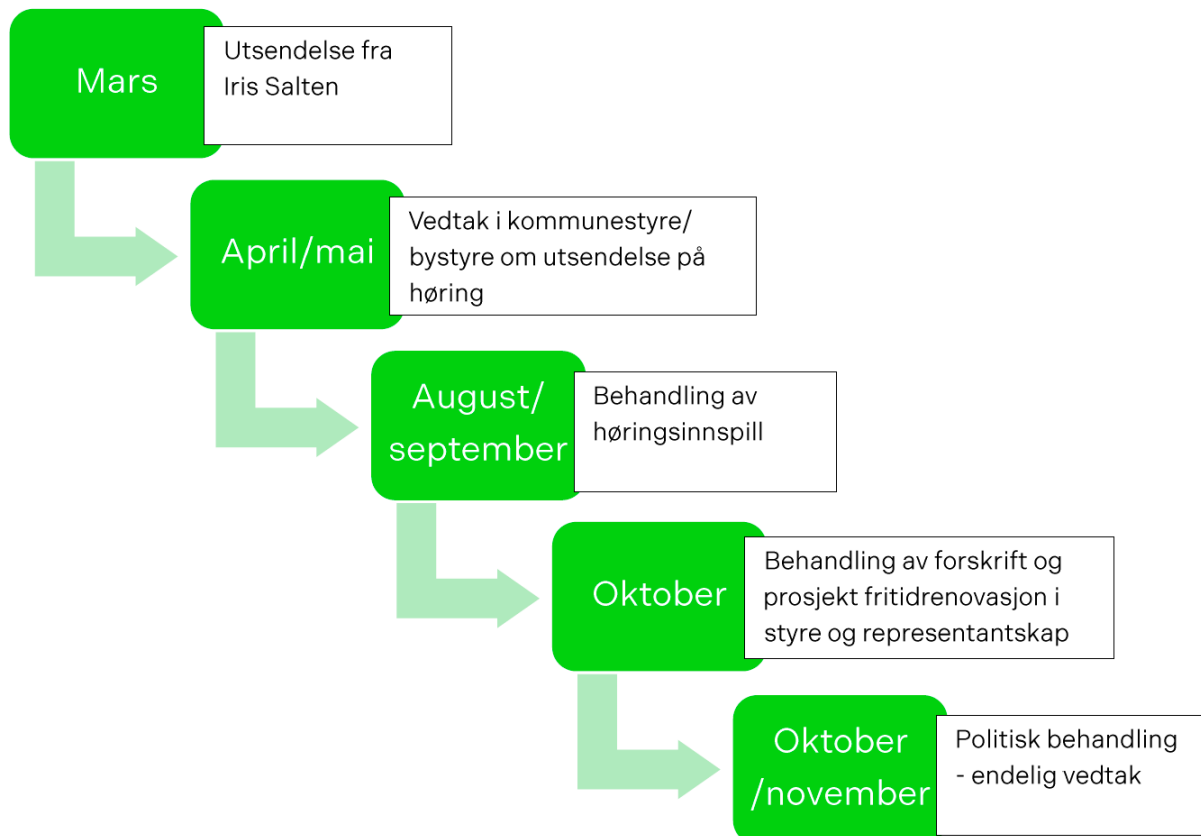 Mars
Utsendelse fra
Iris Salten
April/mai
Vedtak i kommunestyre/
bystyre om utsendelse på
høring
August/
september
Behandling av
høringsinnspill
Oktober
Behandling av forskrift og
prosjekt fritidrenovasjon i
styre og representantskap
Oktober
/november
Politisk behandling
- endelig vedtak